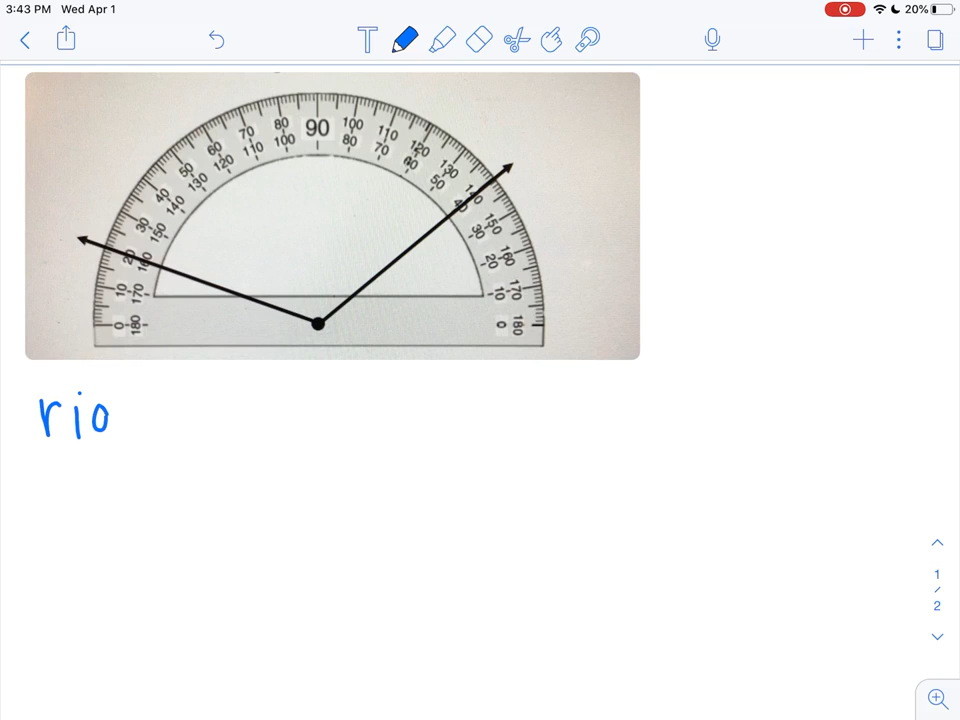 3:43 PM Wed Apr 1
20%
T
0 10 20 30 40 50 60 70 80 90 100 110 120 130 140 150 160 170 180
180 170 160 150 140 130 120 110 100 80 70 60 50 40 30 20 10 0
rio
1
/
2